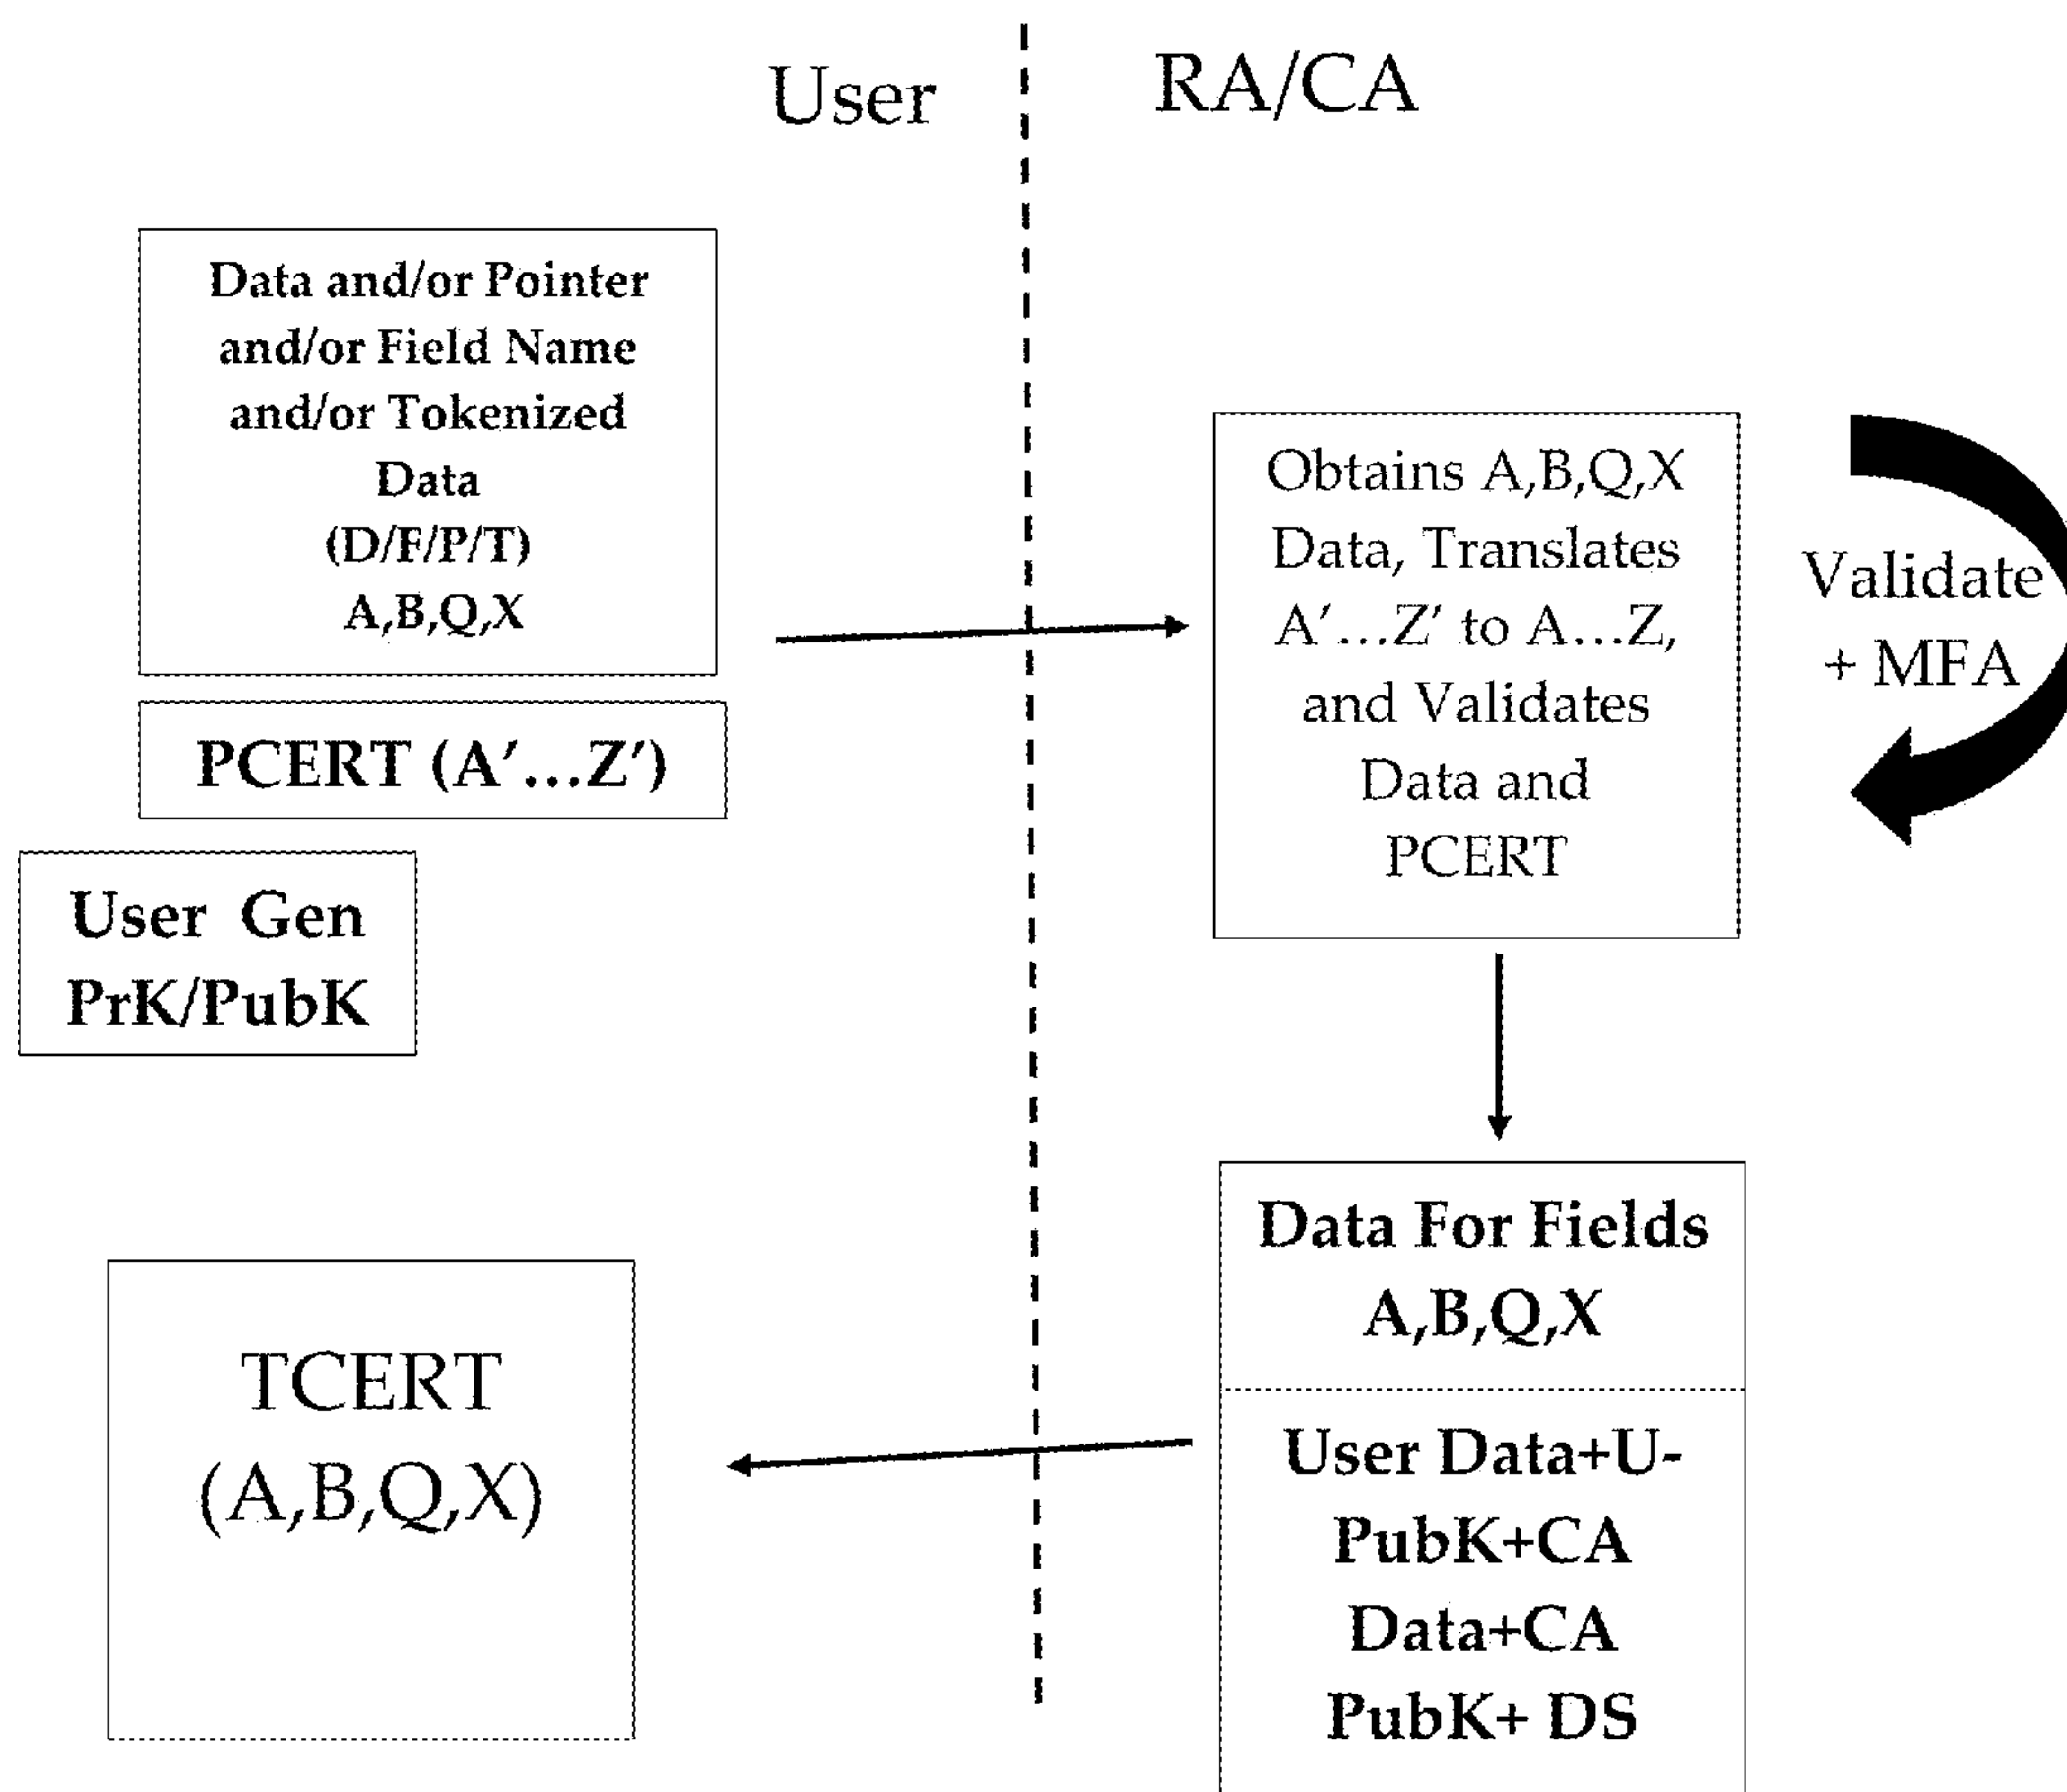 User
RA/CA
Data and/or Pointer
and/or Field Name
and/or Tokenized
Data
(D/F/P/T)
A,B,Q,X
PCERT (A′…Z′)
User Gen
PrK/PubK
Obtains A,B,Q,X
Data, Translates
A′…Z′ to A…Z,
and Validates
Data and
PCERT
Validate
+ MFA
Data For Fields
A,B,Q,X
User Data+U-
PubK+CA
Data+CA
PubK+ DS
TCERT
(A,B,Q,X)